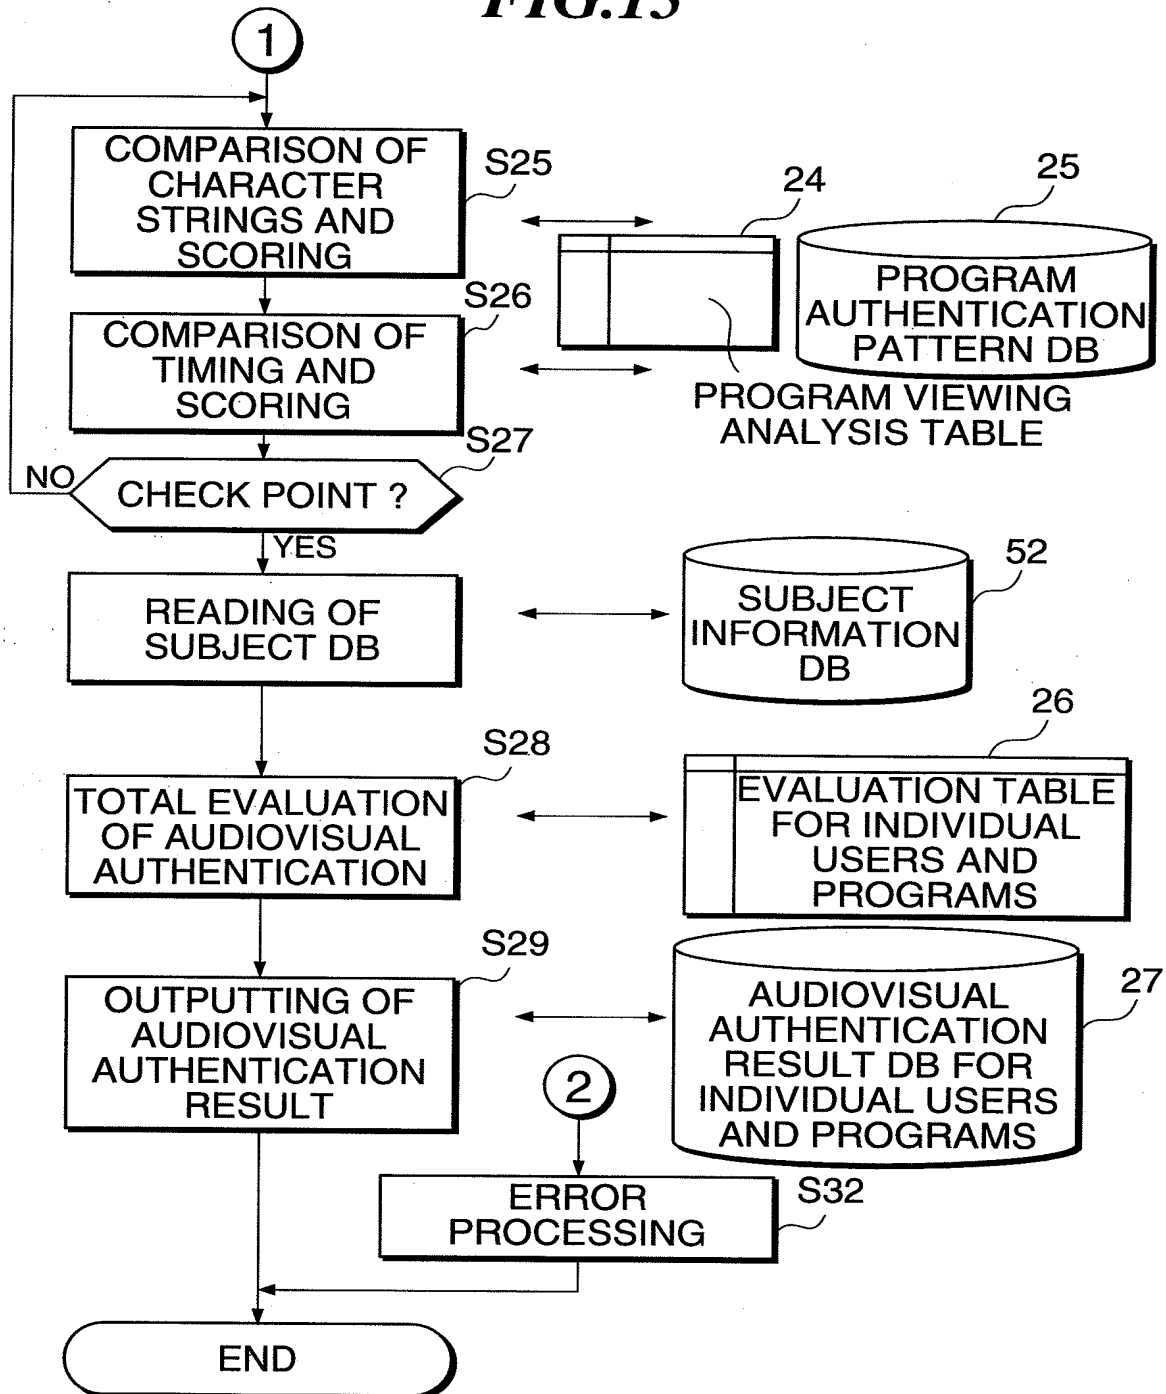 FIG.13
1
COMPARISON OF
CHARACTER
STRINGS AND
SCORING
S25
24
25
PROGRAM
AUTHENTICATION
PATTERN DB
S26
COMPARISON OF
TIMING AND
SCORING
PROGRAM VIEWING
ANALYSIS TABLE
S27
NO
CHECK POINT ?
YES
READING OF
SUBJECT DB
52
SUBJECT
INFORMATION
DB
S28
TOTAL EVALUATION
OF AUDIOVISUAL
AUTHENTICATION
26
EVALUATION TABLE
FOR INDIVIDUAL
USERS AND
PROGRAMS
S29
OUTPUTTING OF
AUDIOVISUAL
AUTHENTICATION
RESULT
27
AUDIOVISUAL
AUTHENTICATION
RESULT DB FOR
INDIVIDUAL USERS
AND PROGRAMS
2
ERROR
PROCESSING
S32
END